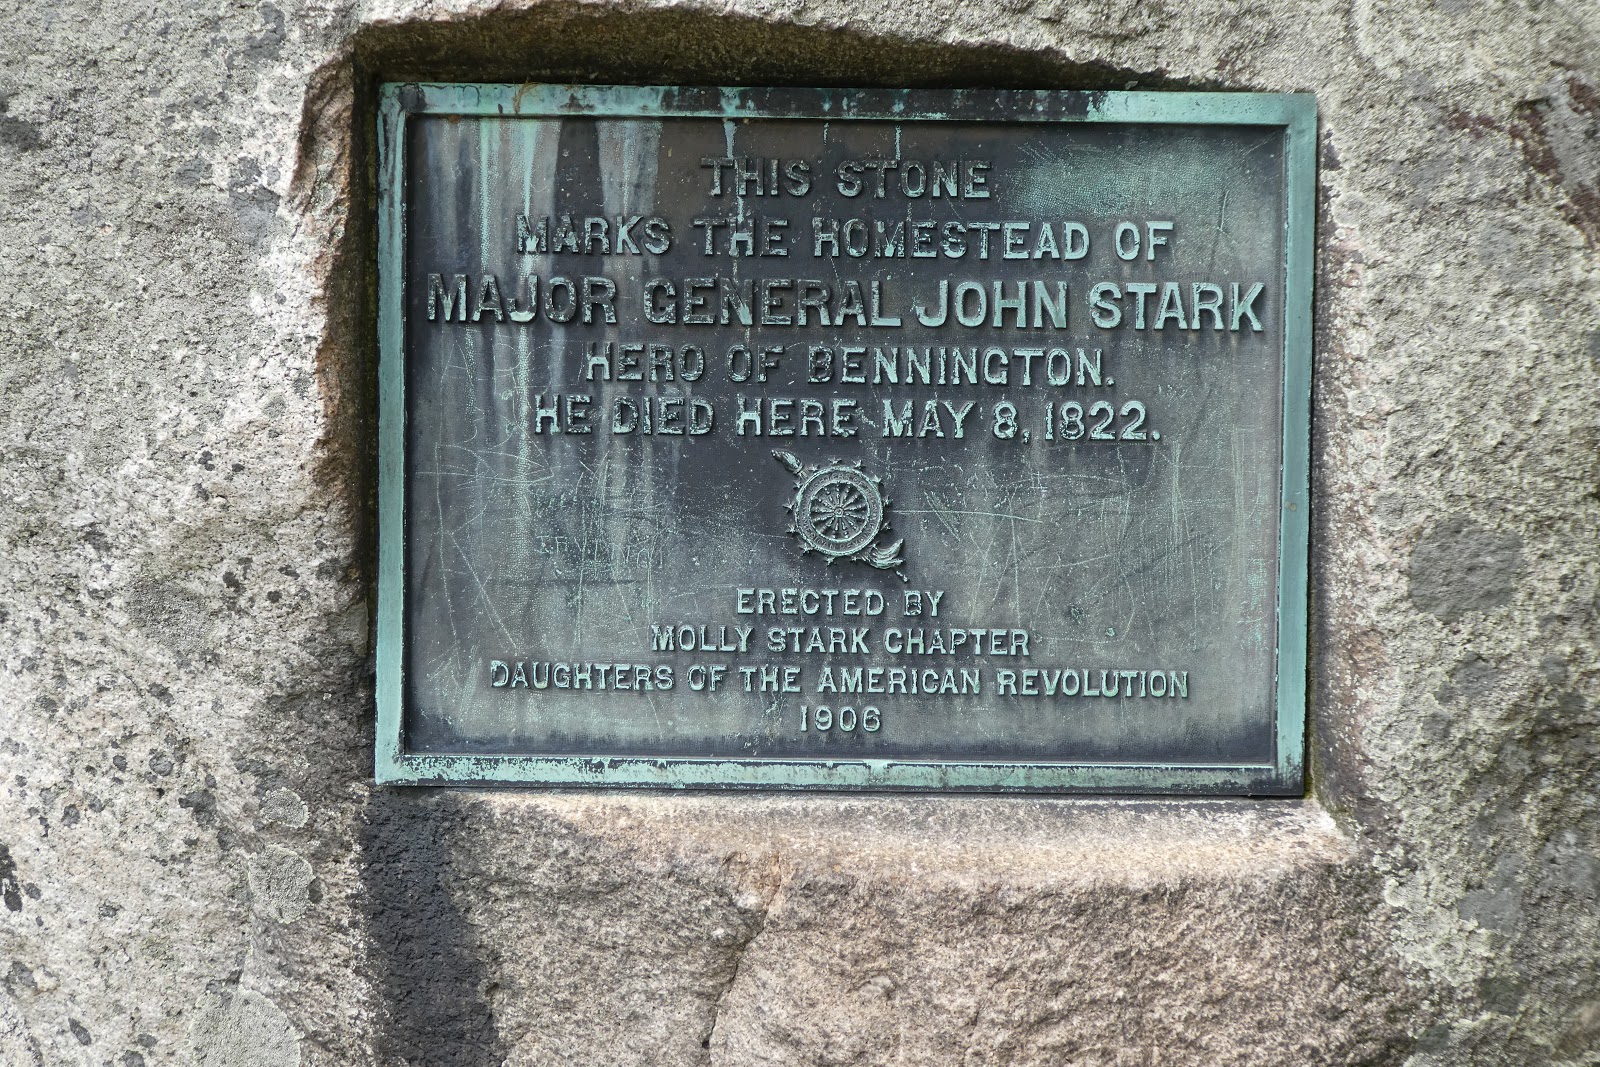 THIS STONE
MARKS THE HOMESTEAD OF
MAJOR GENERAL JOHN STARK
HERO OF BENNINGTON.
HE DIED HERE MAY 8, 1822.
ERECTED BY
MOLLY STARK CHAPTER
DAUGHTERS OF THE AMERICAN REVOLUTION
1906